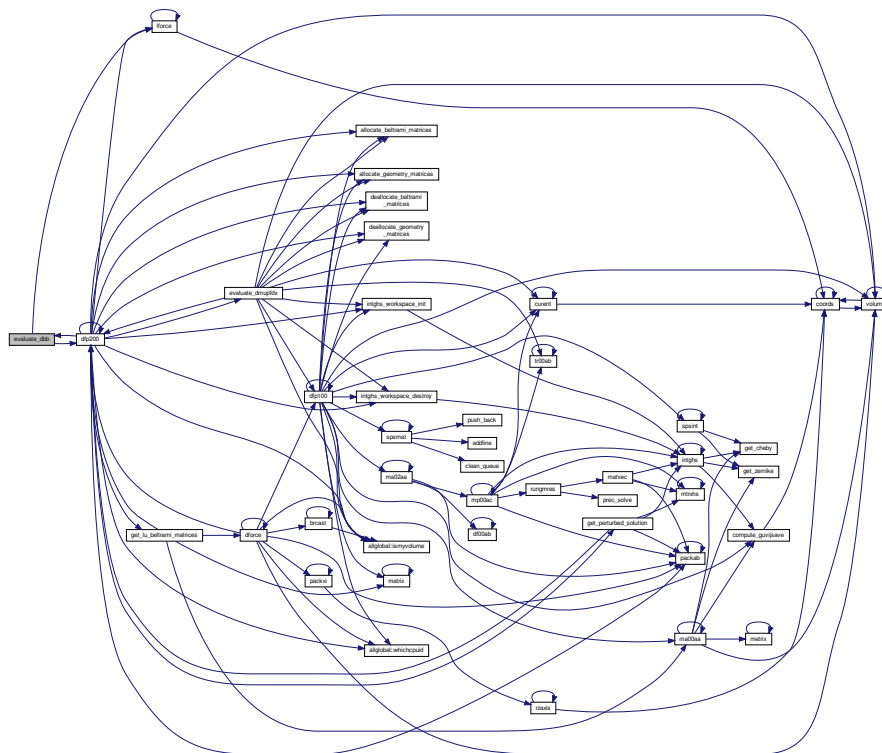 lforce
allocate_beltrami_matrices
allocate_geometry_matrices
deallocate_beltrami
_matrices
deallocate_geometry
_matrices
evaluate_dmupfdx
intghs_workspace_init
curent
coords
volume
evaluate_dbb
dfp200
tr00ab
dfp100
intghs_workspace_destroy
push_back
spsint
spsmat
addline
get_cheby
clean_queue
intghs
get_zernike
ma02aa
matvec
rungmres
mp00ac
mtnhs
prec_solve
brcast
get_perturbed_solution
get_lu_beltrami_matrices
dforce
df00ab
compute_guvijsave
allglobal::ismyvolume
packab
packxi
matrix
ma00aa
metrix
allglobal::whichcpuid
rzaxis